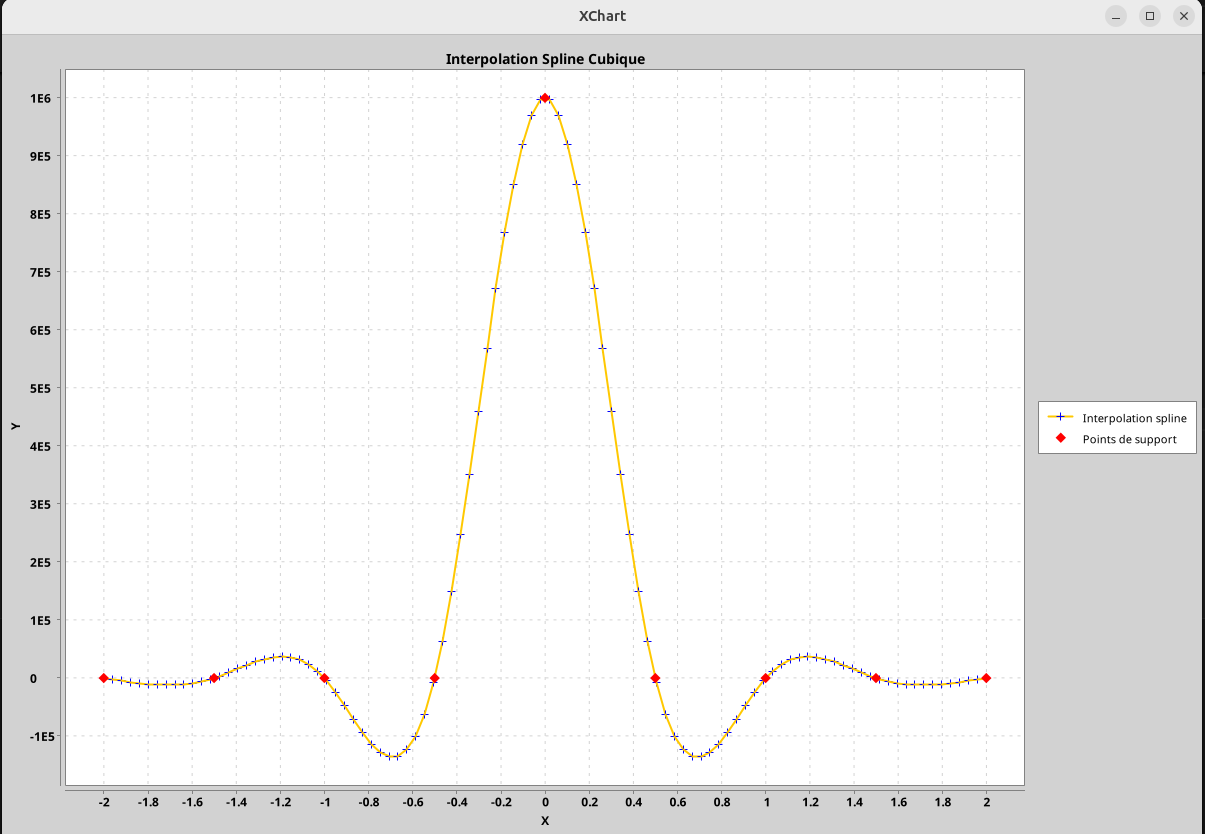 XChart
Interpolation Spline Cubique
1E6
9E5
8E5
7E5
6E5
5E5
4E5
3E5
2E5
1E5
0
-1E5
Y
-2 -1.8 -1.6 -1.4 -1.2 -1 -0.8 -0.6 -0.4 -0.2 0 0.2 0.4 0.6 0.8 1 1.2 1.4 1.6 1.8 2
X
Interpolation spline
Points de support